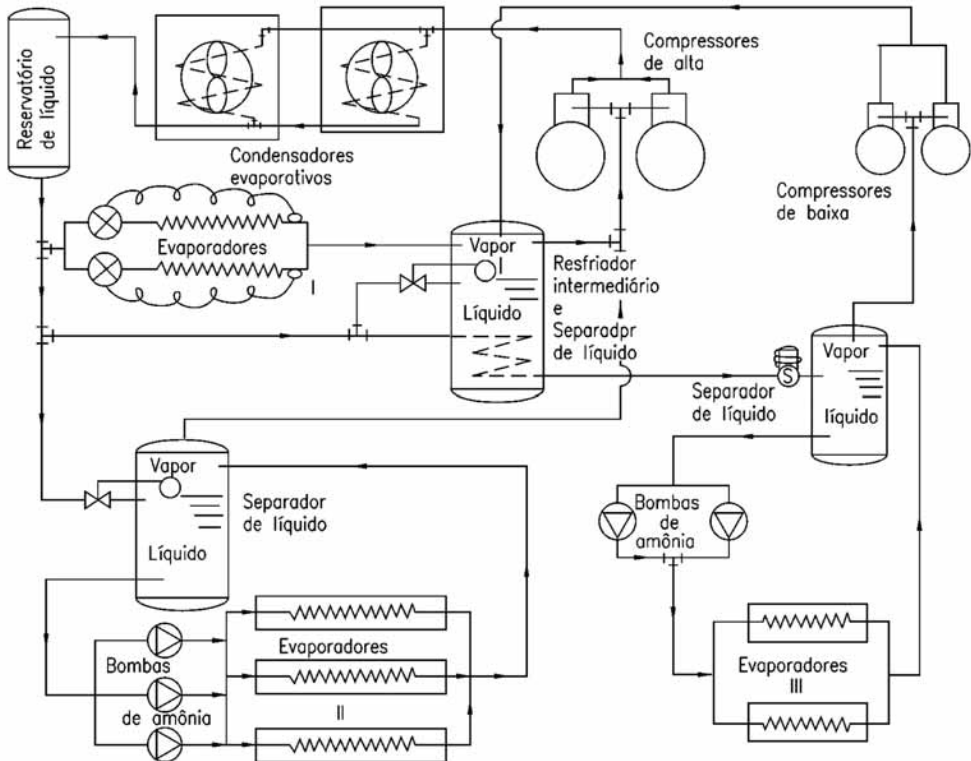 Reservatório
de líquido
Condensadores
evaporativos
Compressores
de alta
Compressores
de baixa
Evaporadores
I
Vapor
Líquido
Resfriador
intermediário
e
Separador
de líquido
Separador
de líquido
S
Vapor
líquido
Vapor
Líquido
Separador
de líquido
Bombas
de
amônia
Bombas
de amônia
Evaporadores
II
Evaporadores
III